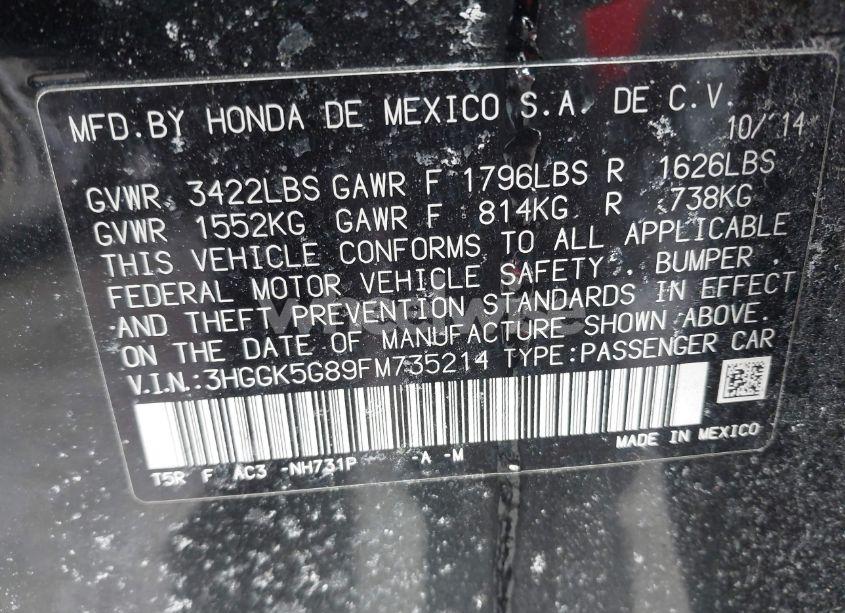 MFD.BY HONDA DE MEXICO S.A. DE C.V.
10/'14
GVWR 3422LBS GAWR F 1796LBS R 1626LBS
GVWR 1552KG GAWR F 814KG R 738KG
THIS VEHICLE CONFORMS TO ALL APPLICABLE
FEDERAL MOTOR VEHICLE SAFETY, BUMPER,
AND THEFT PREVENTION STANDARDS IN EFFECT
ON THE DATE OF MANUFACTURE SHOWN ABOVE.
V.I.N.:3HGGK5G89FM735214 TYPE:PASSENGER CAR
MADE IN MEXICO
T5R F AC3 -NH731P -A -M